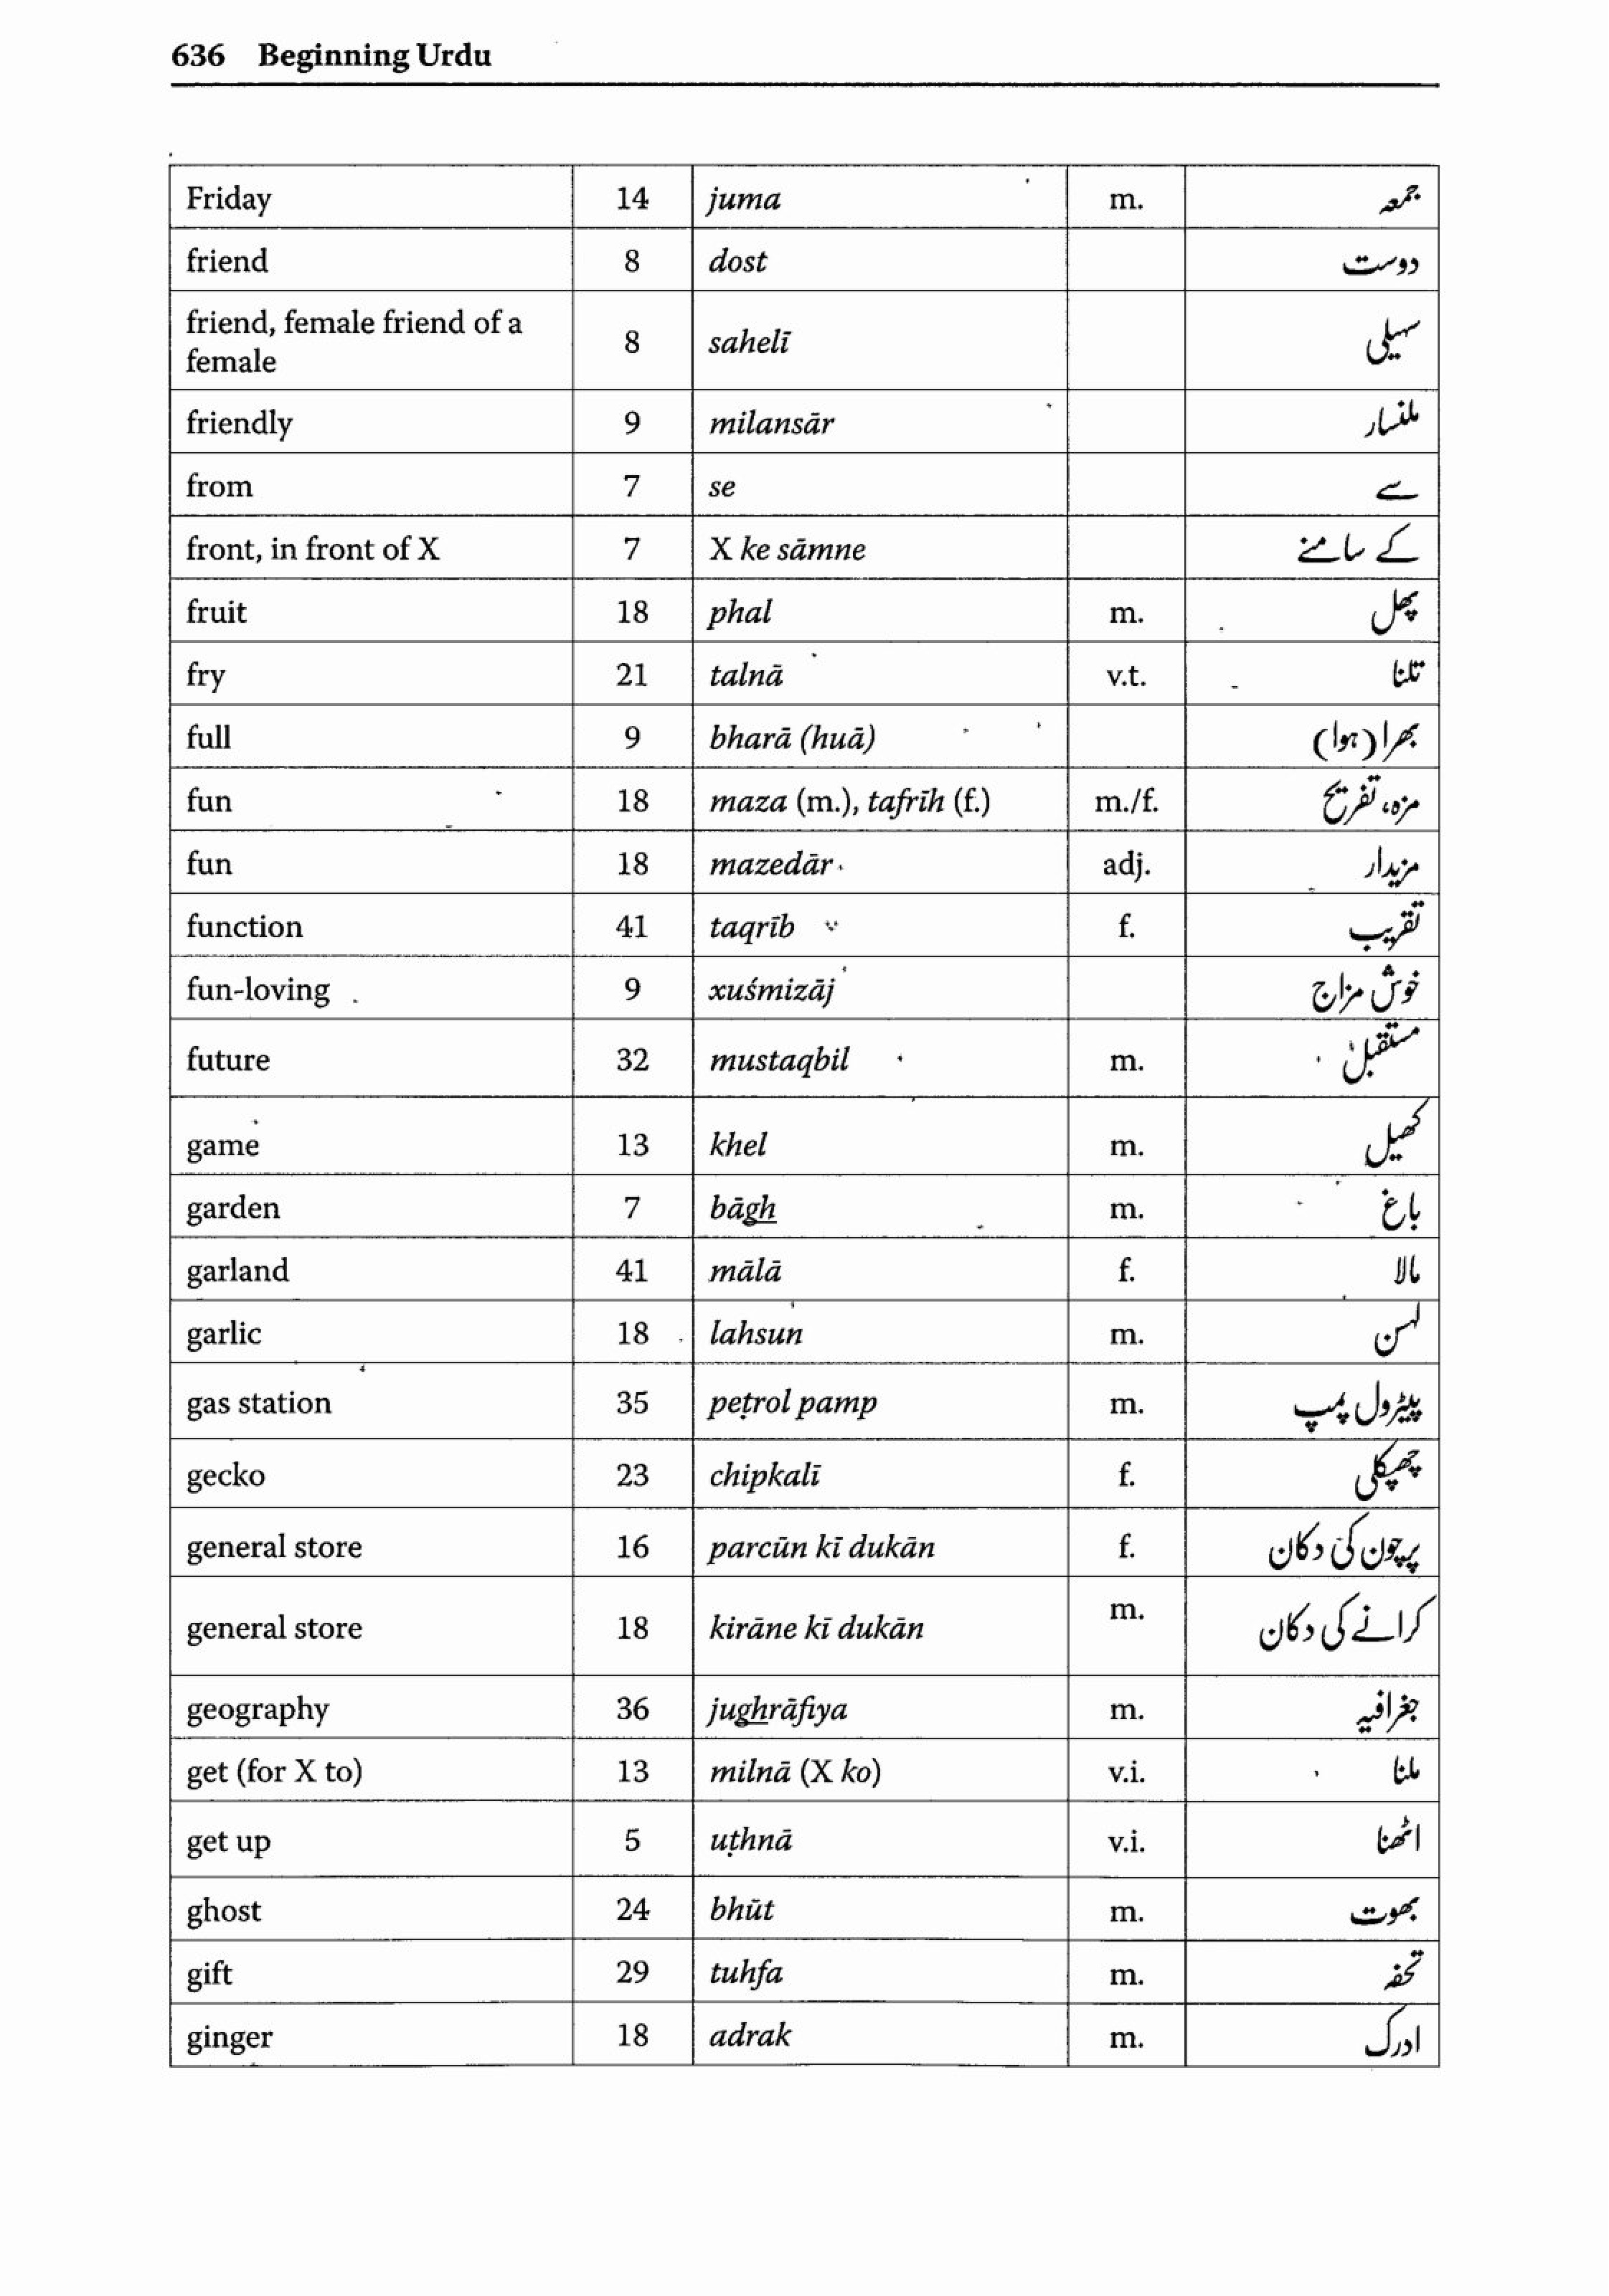 636 Beginning Urdu
Friday 14 juma m. جمعہ
friend 8 dost دوست
friend, female friend of a
female 8 sahelī سہیلی
friendly 9 milansār ملنسار
from 7 se سے
front, in front of X 7 X ke sāmne کے سامنے
fruit 18 phal m. پھل
fry 21 talnā v.t. تلنا
full 9 bharā (huā) بھرا (ہوا)
fun 18 maza (m.), tafrīh (f.) m./f. مزہ، تفریح
fun 18 mazedār adj. مزیدار
function 41 taqrīb f. تقریب
fun-loving 9 xuśmizāj خوش مزاج
future 32 mustaqbil m. مستقبل
game 13 khel m. کھیل
garden 7 bāgh m. باغ
garland 41 mālā f. مالا
garlic 18 lahsun m. لہسن
gas station 35 peṭrol pamp m. پیٹرول پمپ
gecko 23 chipkalī f. چھپکلی
general store 16 parcūn kī dukān f. پرچون کی دکان
general store 18 kirāne kī dukān m. کرانے کی دکان
geography 36 jughrāfiya m. جغرافیہ
get (for X to) 13 milnā (X ko) v.i. ملنا
get up 5 uṭhnā v.i. اٹھنا
ghost 24 bhūt m. بھوت
gift 29 tuhfa m. تحفہ
ginger 18 adrak m. ادرک